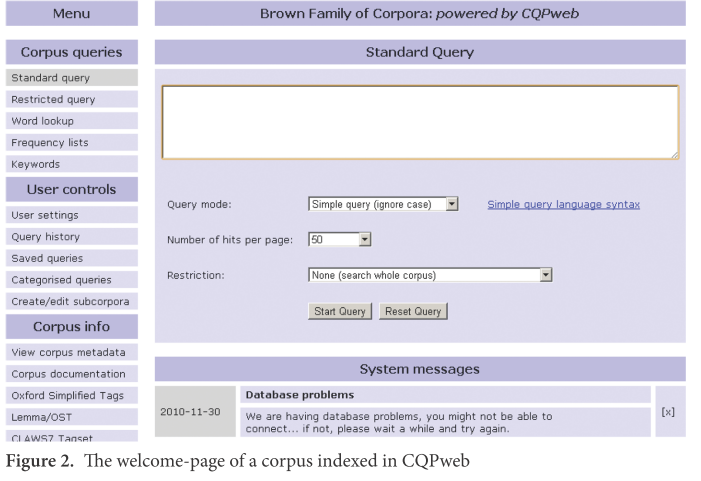 Menu
Brown Family of Corpora: powered by CQPweb
Corpus queries
Standard query
Restricted query
Word lookup
Frequency lists
Keywords
User controls
User settings
Query history
Saved queries
Categorised queries
Create/edit subcorpora
Corpus info
View corpus metadata
Corpus documentation
Oxford Simplified Tags
Lemma/OST
CLAWS7 Tagset
Standard Query
Query mode:
Simple query (ignore case)
Simple query language syntax
Number of hits per page:
50
Restriction:
None (search whole corpus)
Start Query
Reset Query
System messages
2010-11-30
Database problems
We are having database problems, you might not be able to
connect... if not, please wait a while and try again.
[x]
Figure 2. The welcome-page of a corpus indexed in CQPweb